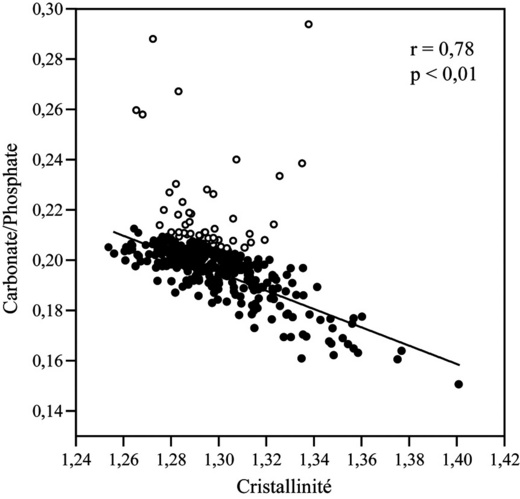 0,30
0,28
0,26
0,24
0,22
0,20
0,18
0,16
0,14
Carbonate/Phosphate
r = 0,78
p < 0,01
1,24 1,26 1,28 1,30 1,32 1,34 1,36 1,38 1,40 1,42
Cristallinité